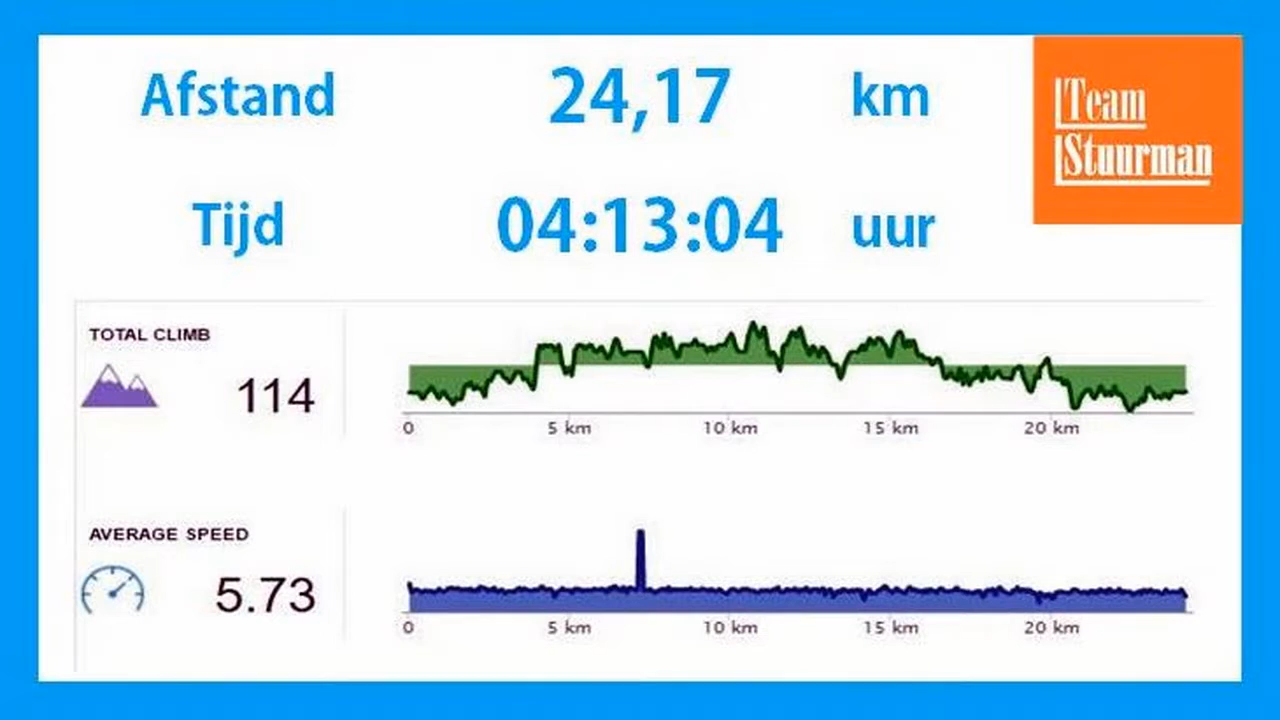 Afstand 24,17 km
Team
Stuurman
Tijd 04:13:04 uur
TOTAL CLIMB
114
0 5 km 10 km 15 km 20 km
AVERAGE SPEED
5.73
0 5 km 10 km 15 km 20 km